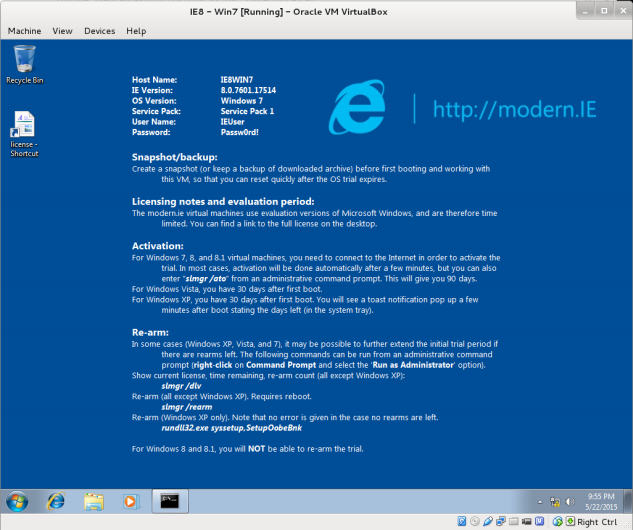 IE8 - Win7 [Running] - Oracle VM VirtualBox
Machine View Devices Help
Recycle Bin
license - Shortcut
Host Name: IE8WIN7
IE Version: 8.0.7601.17514
OS Version: Windows 7
Service Pack: Service Pack 1
User Name: IEUser
Password: Passw0rd!
http://modern.IE
Snapshot/backup:
Create a snapshot (or keep a backup of downloaded archive) before first booting and working with
this VM, so that you can reset quickly after the OS trial expires.
Licensing notes and evaluation period:
The modern.ie virtual machines use evaluation versions of Microsoft Windows, and are therefore time
limited. You can find a link to the full license on the desktop.
Activation:
For Windows 7, 8, and 8.1 virtual machines, you need to connect to the Internet in order to activate the
trial. In most cases, activation will be done automatically after a few minutes, but you can also
enter "slmgr /ato" from an administrative command prompt. This will give you 90 days.
For Windows Vista, you have 30 days after first boot.
For Windows XP, you have 30 days after first boot. You will see a toast notification pop up a few
minutes after boot stating the days left (in the system tray).
Re-arm:
In some cases (Windows XP, Vista, and 7), it may be possible to further extend the initial trial period if
there are rearms left. The following commands can be run from an administrative command
prompt (right-click on Command Prompt and select the 'Run as Administrator' option).
Show current license, time remaining, re-arm count (all except Windows XP):
slmgr /dlv
Re-arm (all except Windows XP). Requires reboot.
slmgr /rearm
Re-arm (Windows XP only). Note that no error is given in the case no rearms are left.
rundll32.exe syssetup,SetupOobeBnk
For Windows 8 and 8.1, you will NOT be able to re-arm the trial.
9:55 PM
5/22/2015
Right Ctrl